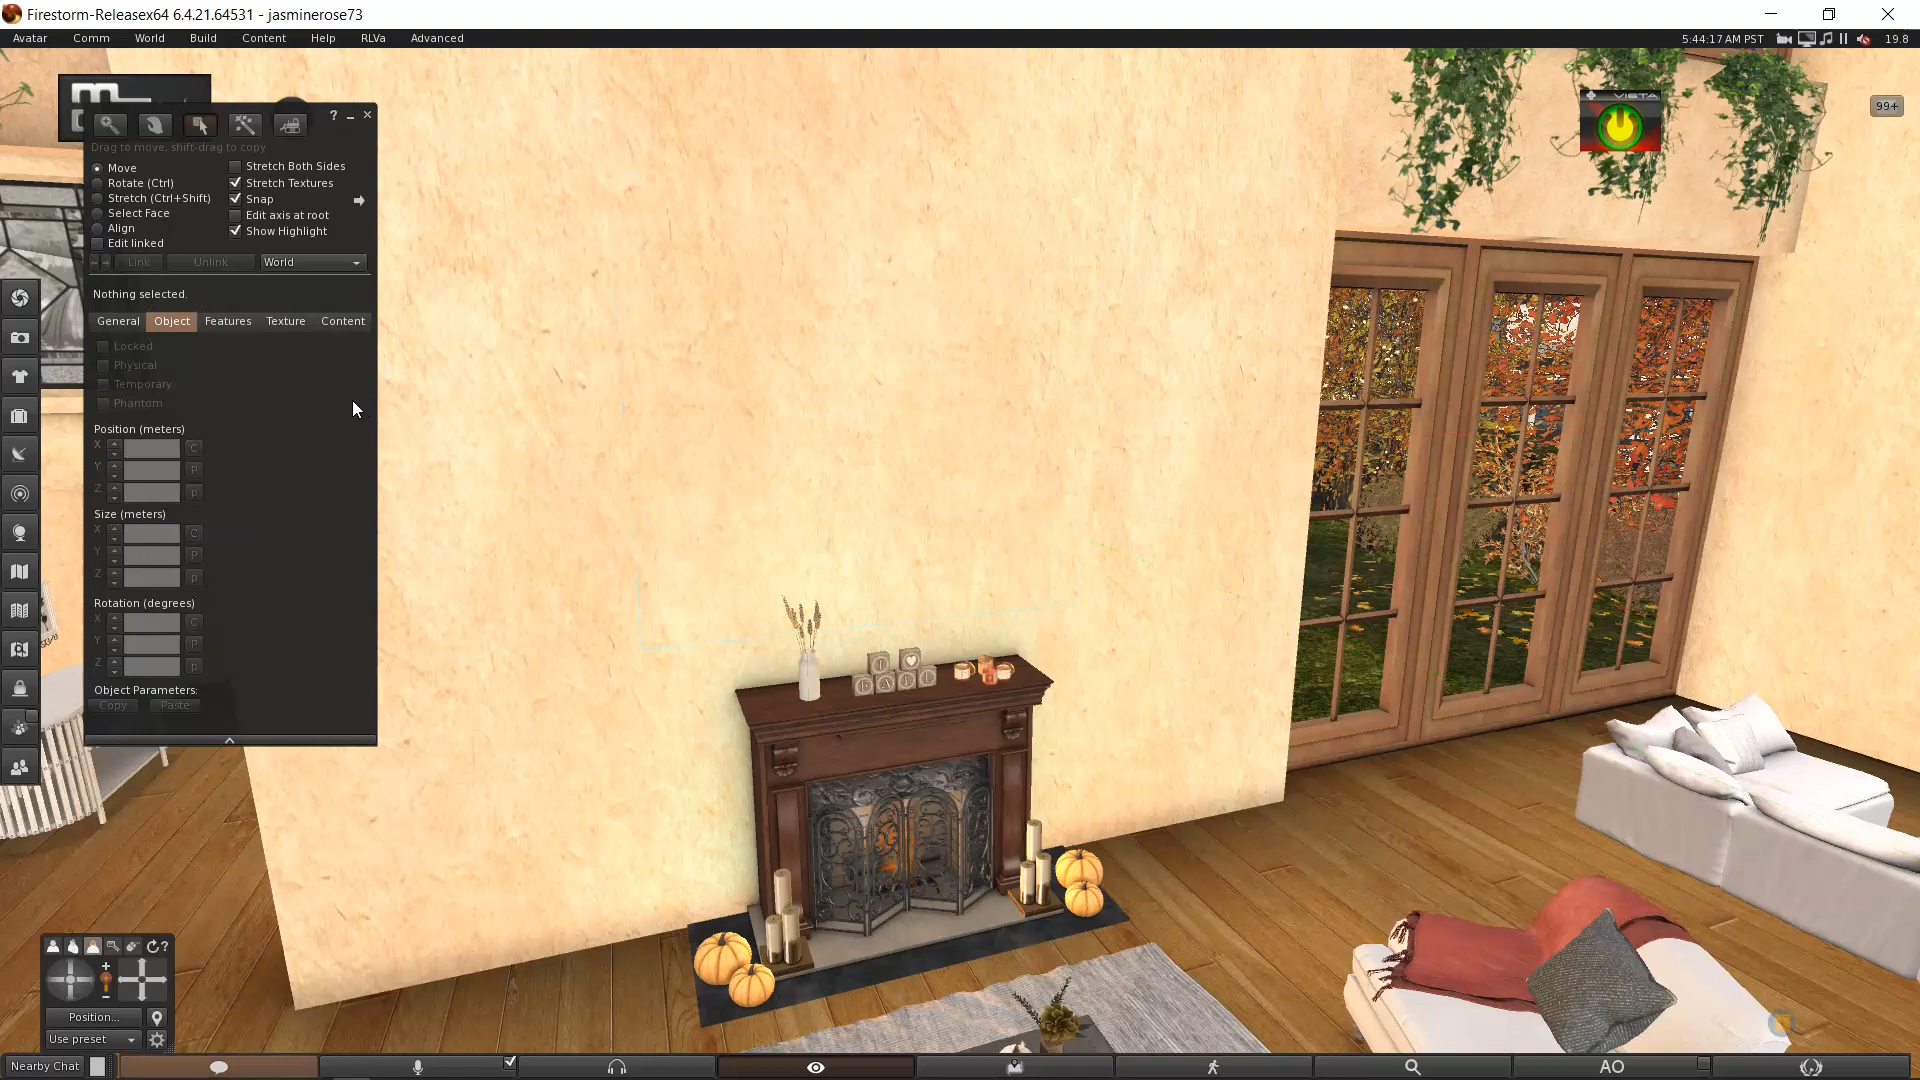 Firestorm-Releasex64 6.4.21.64531 - jasminerose73
Avatar Comm World Build Content Help RLVa Advanced
5:44:17 AM PST
19.8
99+
VISTA
?
Drag to move, shift-drag to copy
Move
Rotate (Ctrl)
Stretch (Ctrl+Shift)
Select Face
Align
Edit linked
Stretch Both Sides
Stretch Textures
Snap
Edit axis at root
Show Highlight
Link Unlink World
Nothing selected.
General Object Features Texture Content
Locked
Physical
Temporary
Phantom
Position (meters)
X C
Y P
Z p
Size (meters)
X C
Y P
Z p
Rotation (degrees)
X C
Y P
Z p
Object Parameters:
Copy Paste
I
FALL
?
Position...
Use preset
Nearby Chat
AO